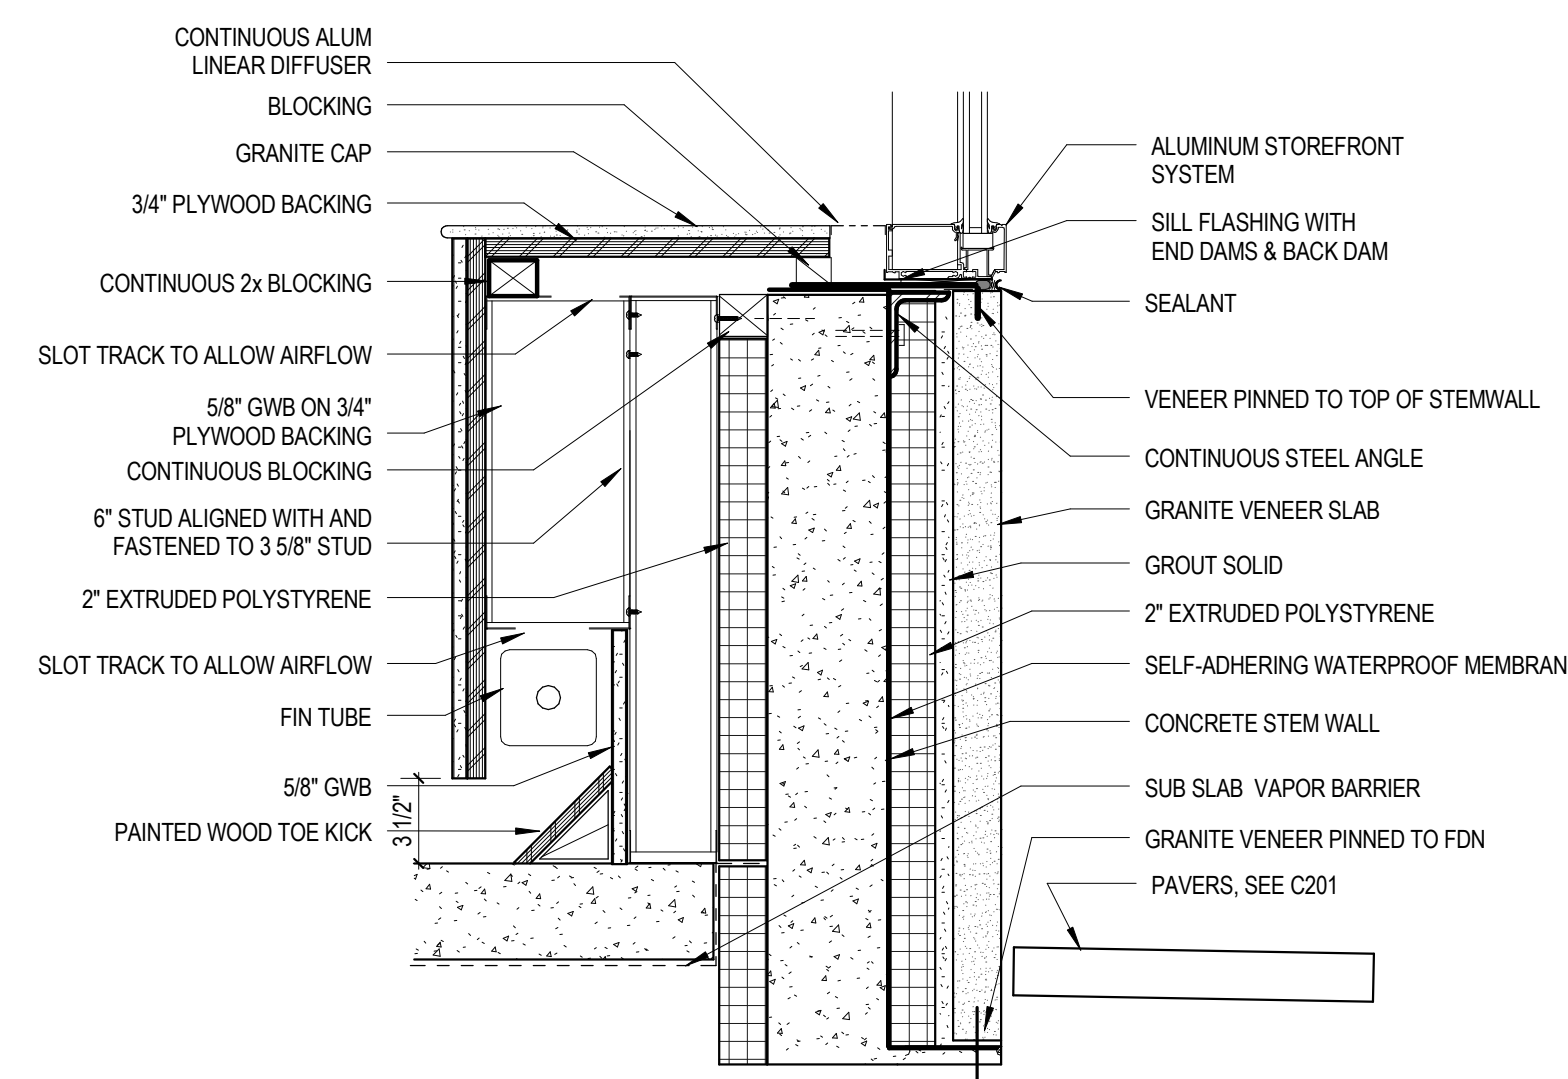 CONTINUOUS ALUM
LINEAR DIFFUSER
BLOCKING
GRANITE CAP
3/4" PLYWOOD BACKING
CONTINUOUS 2x BLOCKING
SLOT TRACK TO ALLOW AIRFLOW
5/8" GWB ON 3/4"
PLYWOOD BACKING
CONTINUOUS BLOCKING
6" STUD ALIGNED WITH AND
FASTENED TO 3 5/8" STUD
2" EXTRUDED POLYSTYRENE
SLOT TRACK TO ALLOW AIRFLOW
FIN TUBE
5/8" GWB
PAINTED WOOD TOE KICK
3 1/2"
ALUMINUM STOREFRONT
SYSTEM
SILL FLASHING WITH
END DAMS & BACK DAM
SEALANT
VENEER PINNED TO TOP OF STEMWALL
CONTINUOUS STEEL ANGLE
GRANITE VENEER SLAB
GROUT SOLID
2" EXTRUDED POLYSTYRENE
SELF-ADHERING WATERPROOF MEMBRAN
CONCRETE STEM WALL
SUB SLAB VAPOR BARRIER
GRANITE VENEER PINNED TO FDN
PAVERS, SEE C201